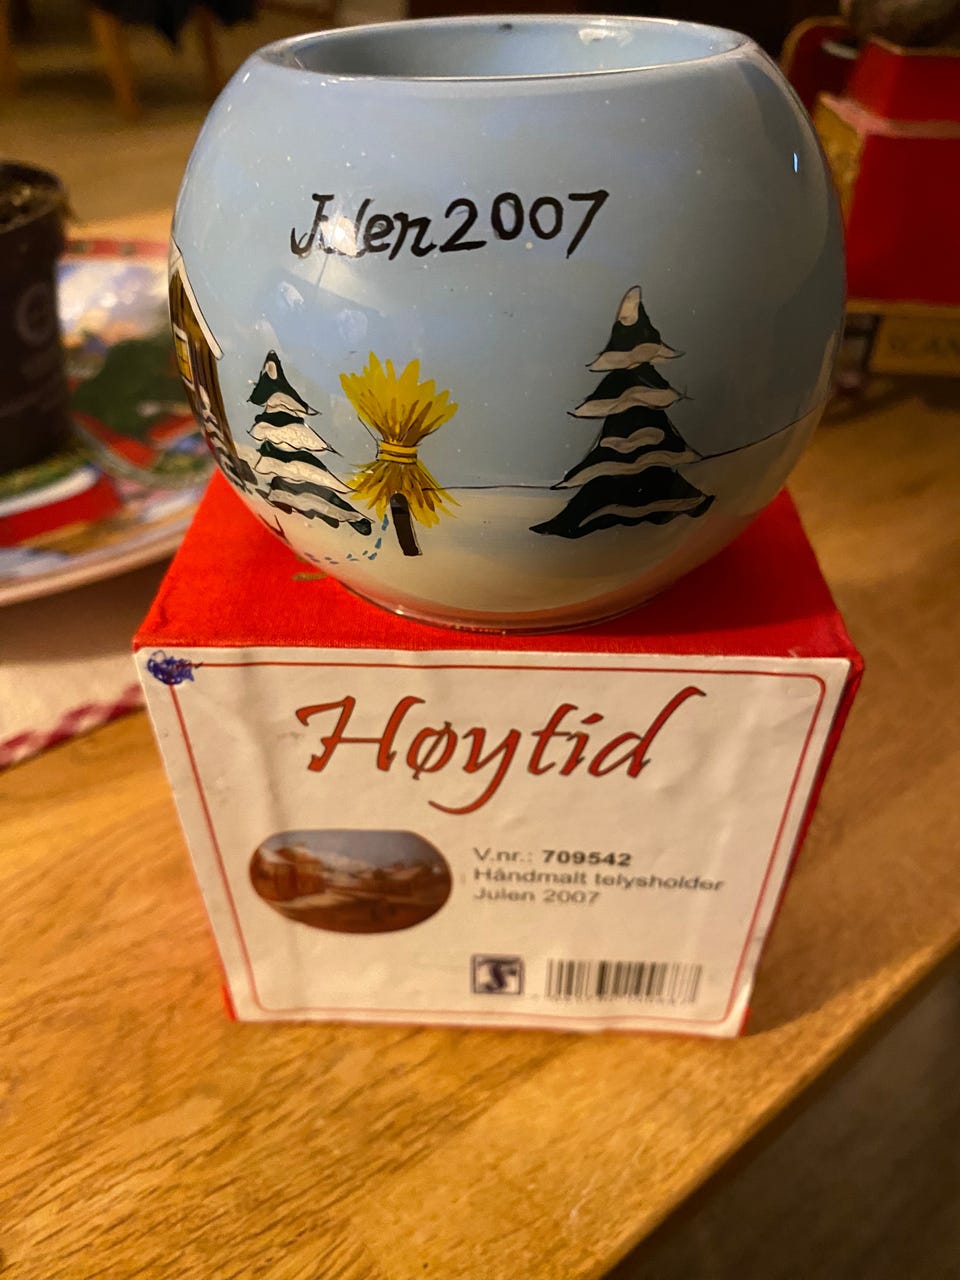 Julen 2007
Høytid
V.nr.: 709542
Håndmalt telysholder
Julen 2007